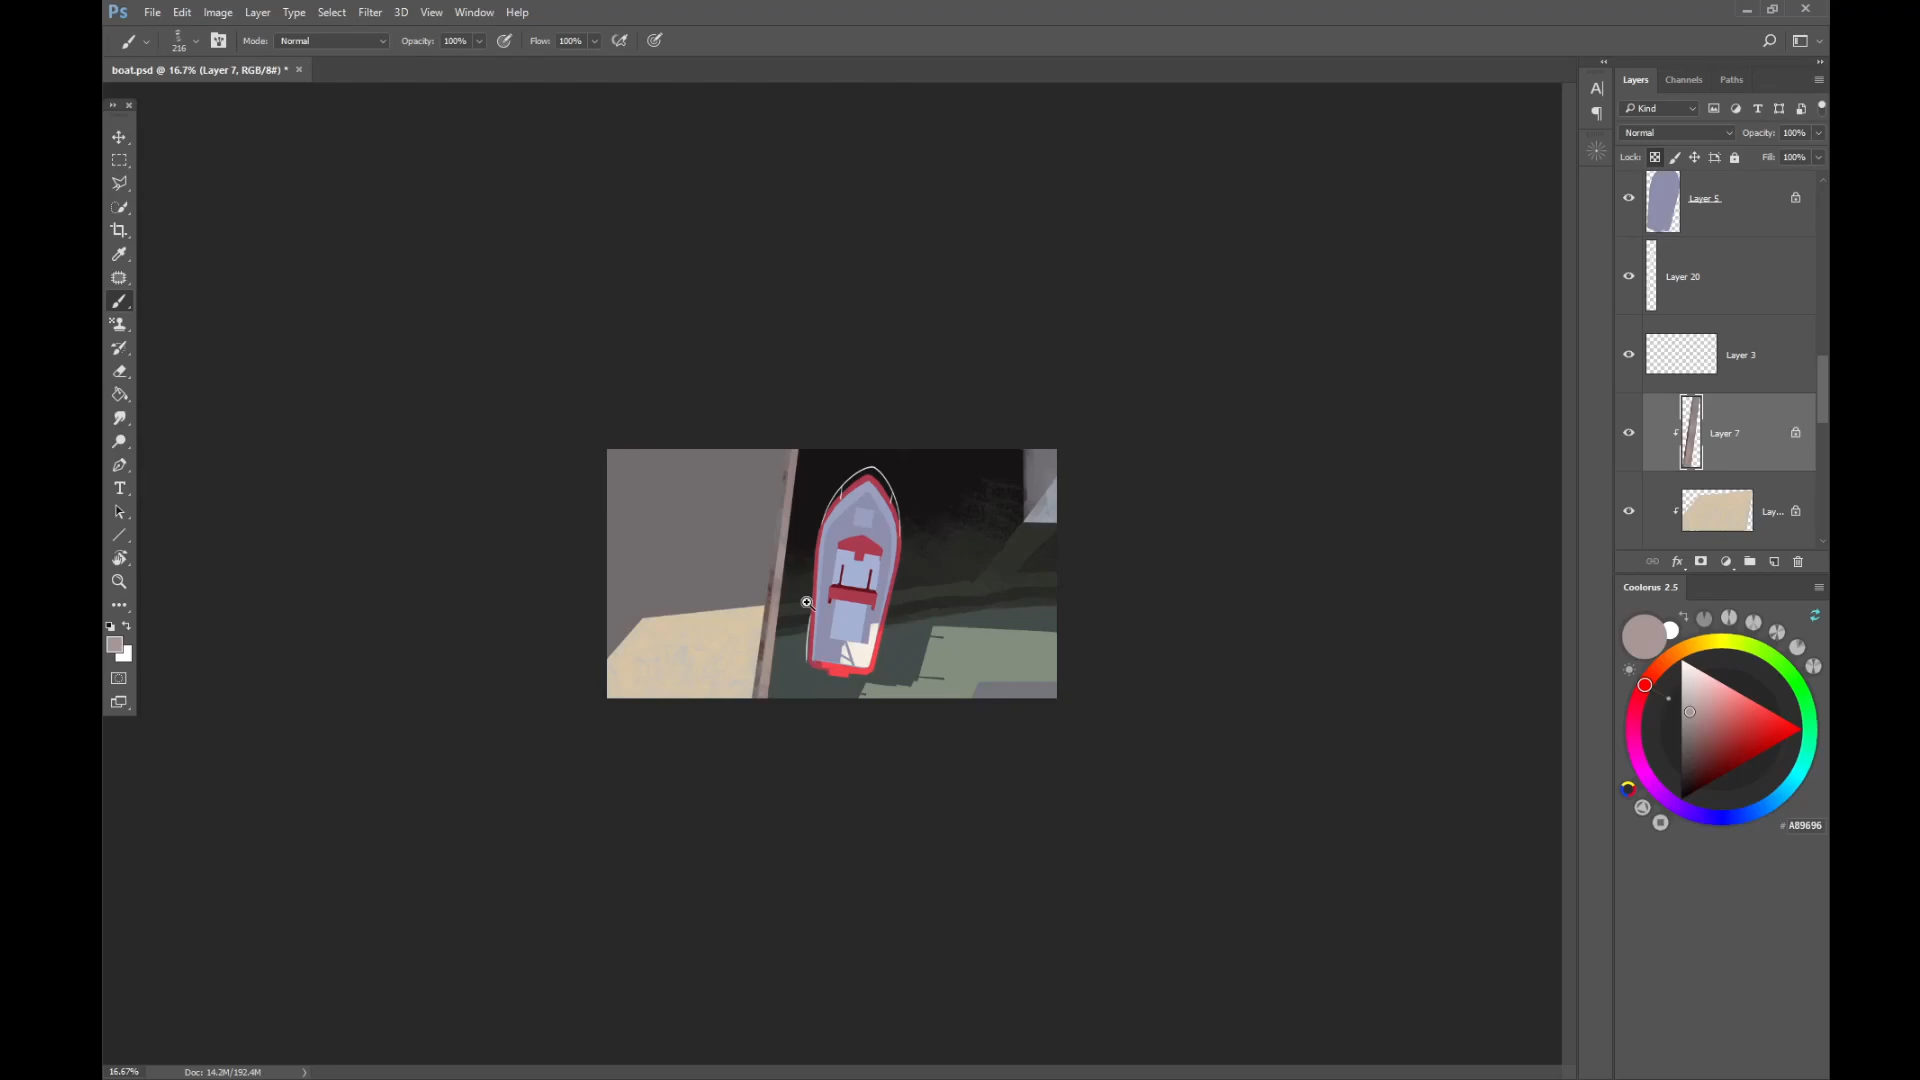 Ps File Edit Image Layer Type Select Filter 3D View Window Help
216 Mode: Normal Opacity: 100% Flow: 100%
boat.psd @ 16.7% (Layer 7, RGB/8#) *
Layers Channels Paths
Kind
Normal Opacity: 100%
Lock: Fill: 100%
Layer 5
Layer 20
Layer 3
Layer 7
Lay...
fx
Coolorus 2.5
# A89696
16.67% Doc: 14.2M/192.4M